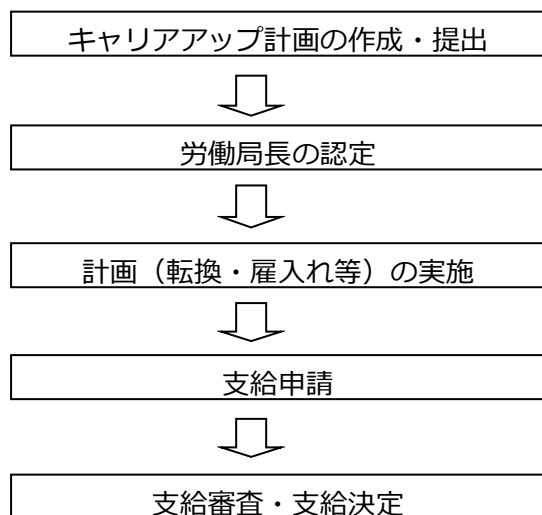 キャリアアップ計画の作成・提出
労働局長の認定
計画（転換・雇入れ等）の実施
支給申請
支給審査・支給決定